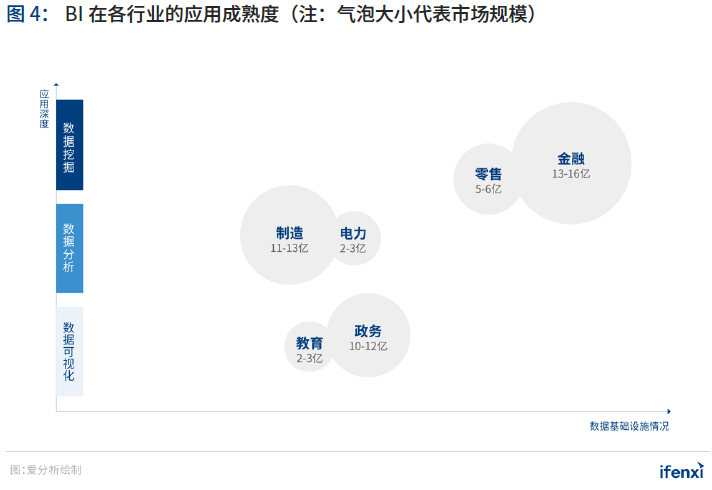 图 4： BI 在各行业的应用成熟度（注：气泡大小代表市场规模）
应用深度
数据挖掘
金融
13-16亿
零售
5-6亿
数据分析
制造
11-13亿
电力
2-3亿
数据可视化
政务
10-12亿
教育
2-3亿
数据基础设施情况
图：爱分析绘制
ifenxi